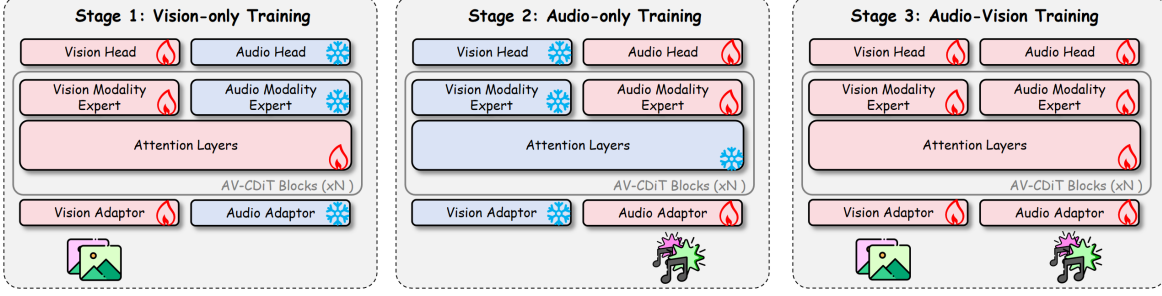 Stage 1: Vision-only Training
Vision Head
Audio Head
Vision Modality
Expert
Audio Modality
Expert
Attention Layers
AV-CDiT Blocks (xN )
Vision Adaptor
Audio Adaptor
Stage 2: Audio-only Training
Vision Head
Audio Head
Vision Modality
Expert
Audio Modality
Expert
Attention Layers
AV-CDiT Blocks (xN )
Vision Adaptor
Audio Adaptor
Stage 3: Audio-Vision Training
Vision Head
Audio Head
Vision Modality
Expert
Audio Modality
Expert
Attention Layers
AV-CDiT Blocks (xN )
Vision Adaptor
Audio Adaptor